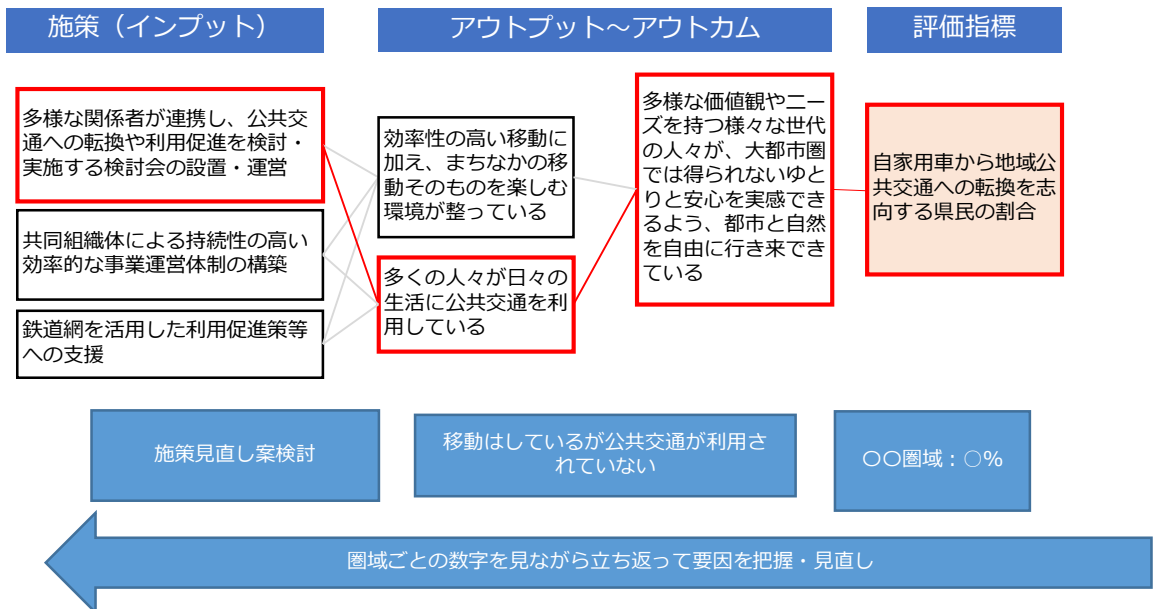 施策（インプット）
アウトプット～アウトカム
評価指標
多様な関係者が連携し、公共交
通への転換や利用促進を検討・
実施する検討会の設置・運営
共同組織体による持続性の高い
効率的な事業運営体制の構築
鉄道網を活用した利用促進策等
への支援
効率性の高い移動に
加え、まちなかの移
動そのものを楽しむ
環境が整っている
多くの人々が日々の
生活に公共交通を利
用している
多様な価値観やニー
ズを持つ様々な世代
の人々が、大都市圏
では得られないゆと
りと安心を実感でき
るよう、都市と自然
を自由に行き来でき
ている
自家用車から地域公
共交通への転換を志
向する県民の割合
施策見直し案検討
移動はしているが公共交通が利用さ
れていない
〇〇圏域：○%
圏域ごとの数字を見ながら立ち返って要因を把握・見直し